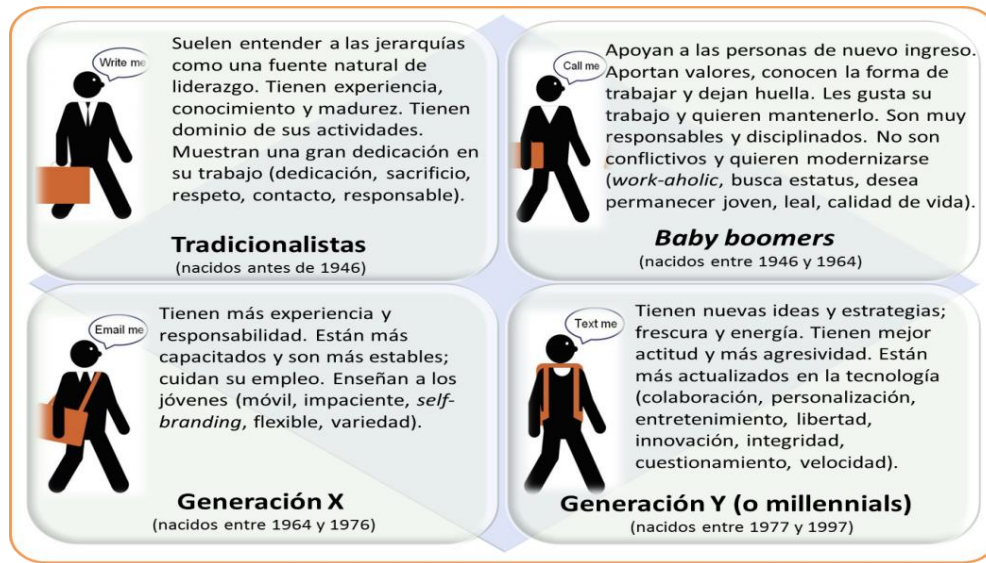 Write me
Suelen entender a las jerarquías
como una fuente natural de
liderazgo. Tienen experiencia,
conocimiento y madurez. Tienen
dominio de sus actividades.
Muestran una gran dedicación en
su trabajo (dedicación, sacrificio,
respeto, contacto, responsable).
Tradicionalistas
(nacidos antes de 1946)
Call me
Apoyan a las personas de nuevo ingreso.
Aportan valores, conocen la forma de
trabajar y dejan huella. Les gusta su
trabajo y quieren mantenerlo. Son muy
responsables y disciplinados. No son
conflictivos y quieren modernizarse
(work-aholic, busca estatus, desea
permanecer joven, leal, calidad de vida).
Baby boomers
(nacidos entre 1946 y 1964)
Email me
Tienen más experiencia y
responsabilidad. Están más
capacitados y son más estables;
cuidan su empleo. Enseñan a los
jóvenes (móvil, impaciente, self-
branding, flexible, variedad).
Generación X
(nacidos entre 1964 y 1976)
Text me
Tienen nuevas ideas y estrategias;
frescura y energía. Tienen mejor
actitud y más agresividad. Están
más actualizados en la tecnología
(colaboración, personalización,
entretenimiento, libertad,
innovación, integridad,
cuestionamiento, velocidad).
Generación Y (o millennials)
(nacidos entre 1977 y 1997)